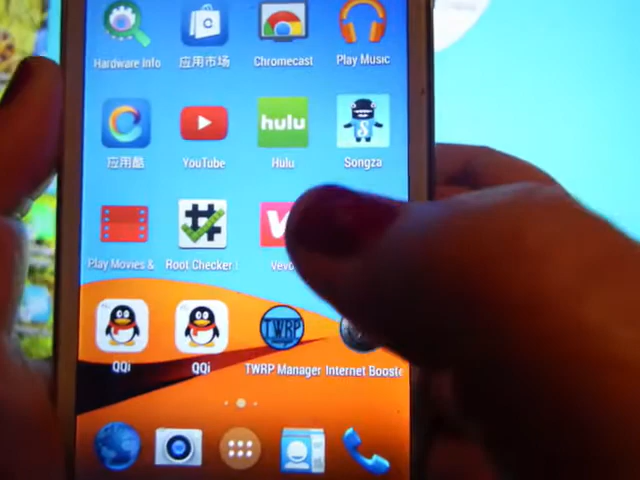 Hardware Info
应用市场
Chromecast
Play Music
hulu
应用酷
YouTube
Hulu
Songza
Play Movies &
Root Checker
Vevo
TWRP
QQi
QQi
TWRP Manager
Internet Booste